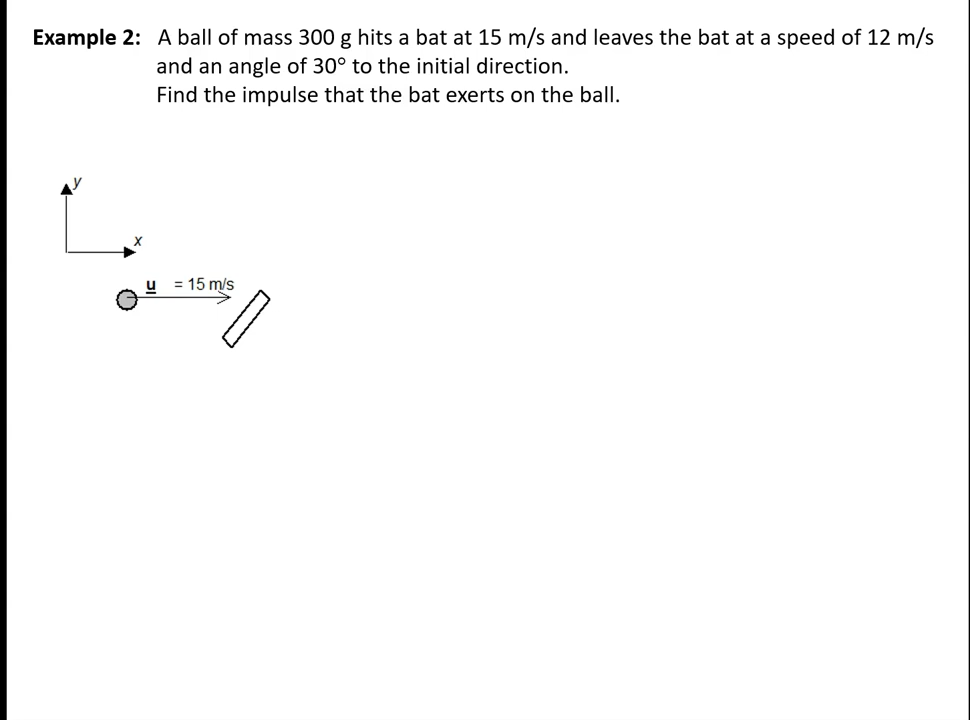 Example 2: A ball of mass 300 g hits a bat at 15 m/s and leaves the bat at a speed of 12 m/s
and an angle of 30° to the initial direction.
Find the impulse that the bat exerts on the ball.
y
x
u = 15 m/s